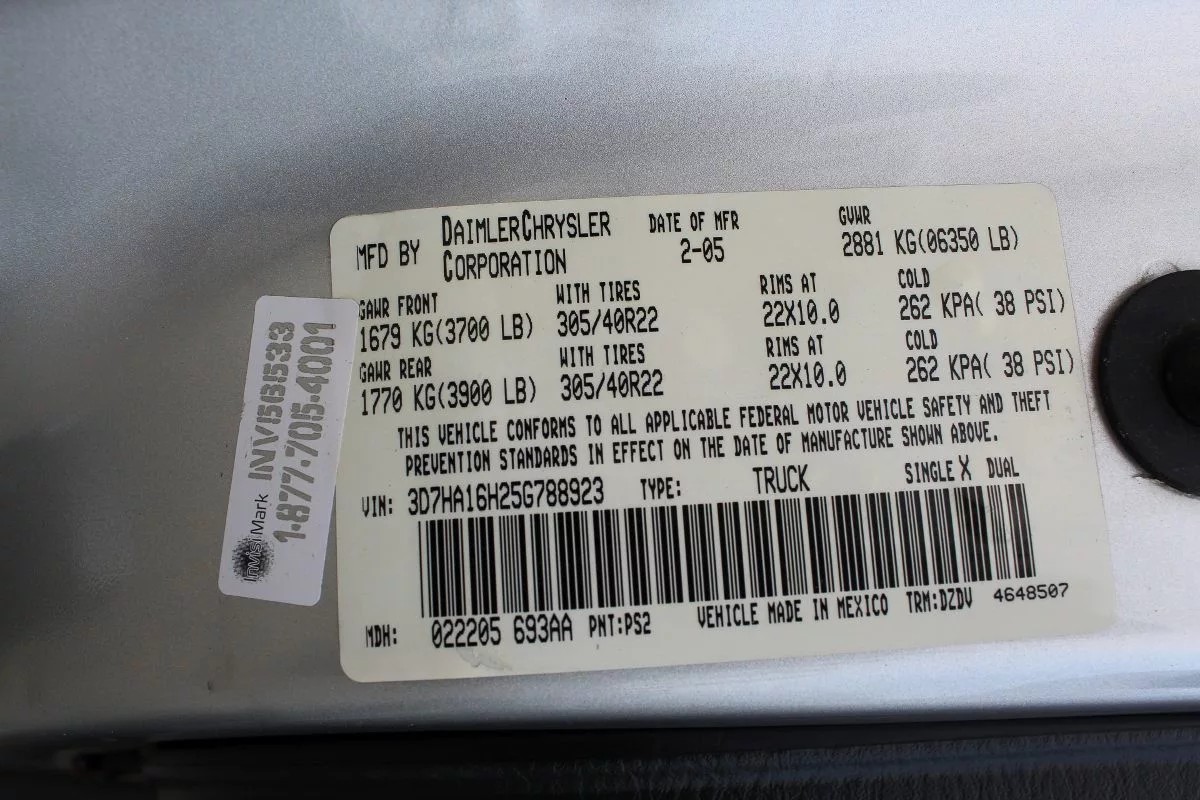 MFD BY DAIMLERCHRYSLER CORPORATION
DATE OF MFR
2-05
GVWR
2881 KG(06350 LB)
GAWR FRONT WITH TIRES RIMS AT COLD
1679 KG(3700 LB) 305/40R22 22X10.0 262 KPA( 38 PSI)
GAWR REAR WITH TIRES RIMS AT COLD
1770 KG(3900 LB) 305/40R22 22X10.0 262 KPA( 38 PSI)
THIS VEHICLE CONFORMS TO ALL APPLICABLE FEDERAL MOTOR VEHICLE SAFETY AND THEFT
PREVENTION STANDARDS IN EFFECT ON THE DATE OF MANUFACTURE SHOWN ABOVE.
VIN: 3D7HA16H25G788923 TYPE: TRUCK SINGLE X DUAL
MDH: 022205 693AA PNT:PS2 VEHICLE MADE IN MEXICO TRM:DZDV 4648507
InvisiMark INV56533
1-877-705-4001